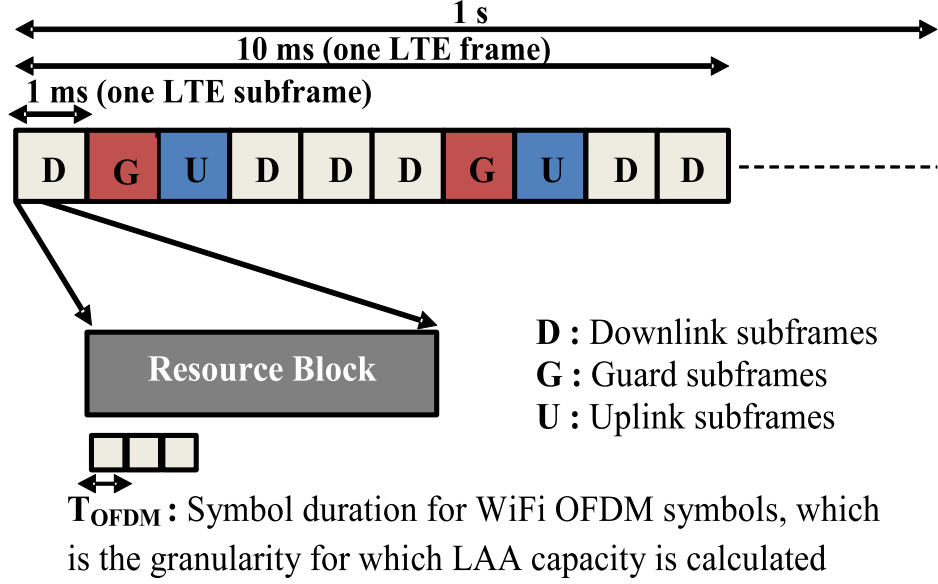 1 s
10 ms (one LTE frame)
1 ms (one LTE subframe)
D G U D D D G U D D
Resource Block
D : Downlink subframes
G : Guard subframes
U : Uplink subframes
TOFDM : Symbol duration for WiFi OFDM symbols, which
is the granularity for which LAA capacity is calculated